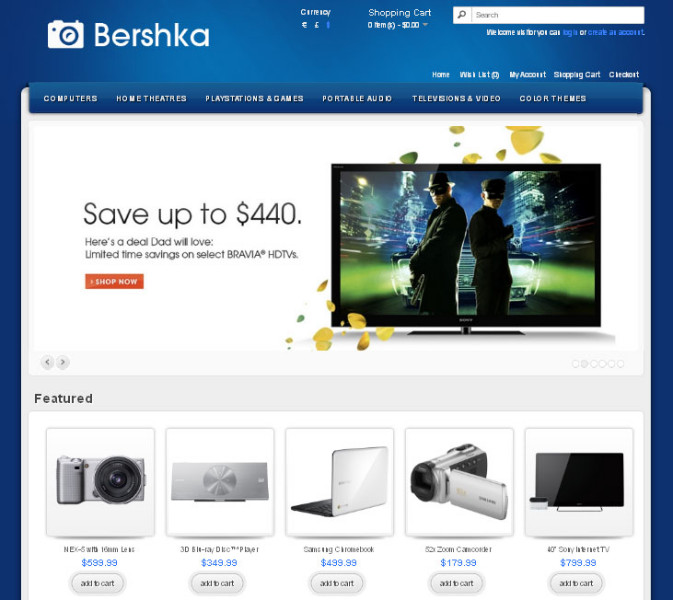 Bershka
Currency
€ £ $
Shopping Cart
0 item(s) - $0.00
Search
Welcome visitor you can login or create an account.
Home Wish List (0) My Account Shopping Cart Checkout
COMPUTERS HOME THEATRES PLAYSTATIONS & GAMES PORTABLE AUDIO TELEVISIONS & VIDEO COLOR THEMES
Save up to $440.
Here's a deal Dad will love:
Limited time savings on select BRAVIA® HDTVs.
› SHOP NOW
SONY
Featured
SAMSUNG
NEX-5 with 16mm Lens 3D Blu-ray Disc™ Player Samsung Chromebook 52x Zoom Camcorder 40" Sony Internet TV
$599.99 $349.99 $499.99 $179.99 $799.99
add to cart add to cart add to cart add to cart add to cart